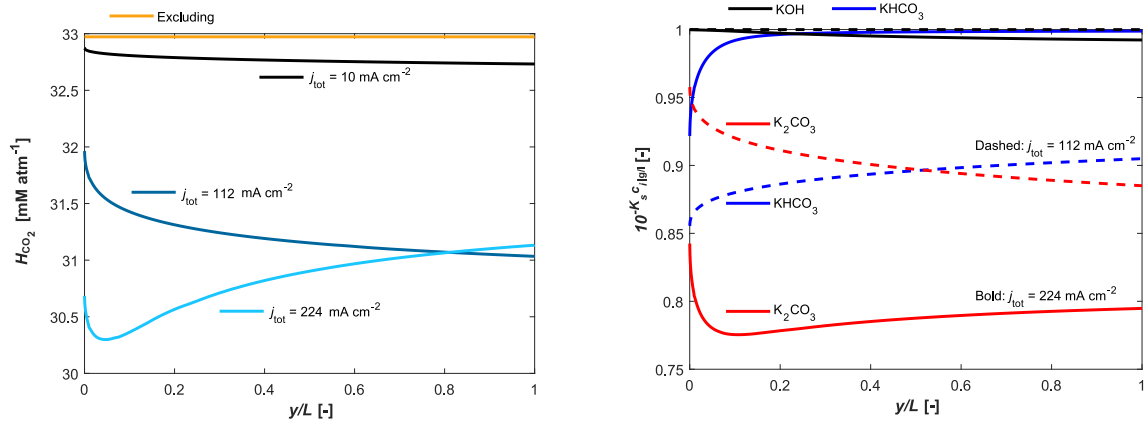 Excluding
33
32.5
32
31.5
31
30.5
30
0
0.2
0.4
0.6
0.8
1
H_CO2 [mM atm^-1]
y/L [-]
j_tot = 10 mA cm^-2
j_tot = 112 mA cm^-2
j_tot = 224 mA cm^-2
KOH
KHCO3
1
0.95
0.9
0.85
0.8
0.75
0
0.2
0.4
0.6
0.8
1
10^-K_s c_i|g/l [-]
y/L [-]
K2CO3
Dashed: j_tot = 112 mA cm^-2
KHCO3
Bold: j_tot = 224 mA cm^-2
K2CO3